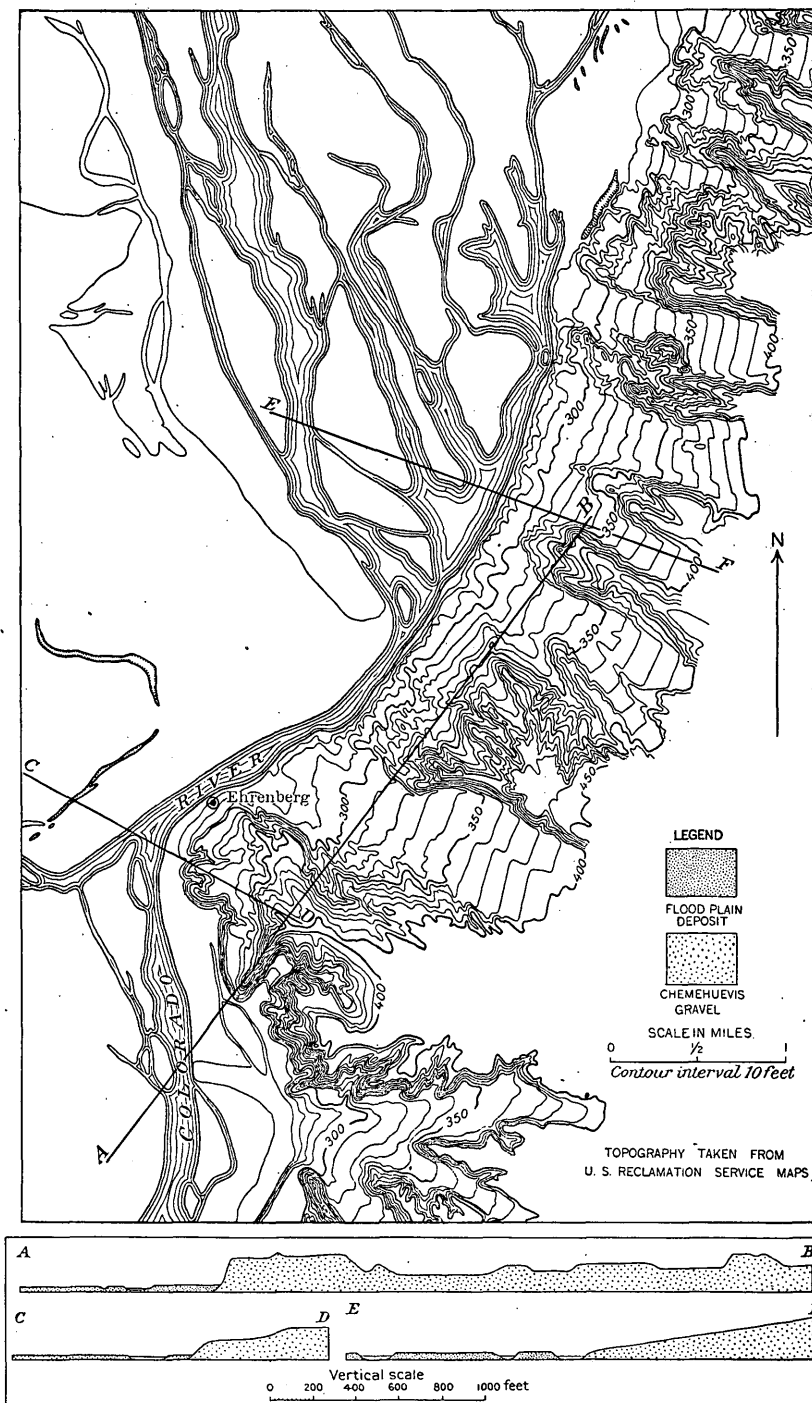 350
300
350
400
E
300
B
350
F
400
N
350
C
RIVER
Ehrenberg
300
350
450
400
D
LEGEND
FLOOD PLAIN
DEPOSIT
CHEMEHUEVIS
GRAVEL
SCALE IN MILES.
0 ½ 1
Contour interval 10 feet
400
COLORADO
A
300
350
TOPOGRAPHY TAKEN FROM
U. S. RECLAMATION SERVICE MAPS
A B
C D E
Vertical scale
0 200 400 600 800 1000 feet